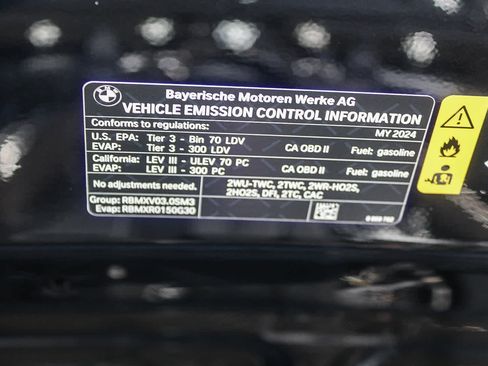 BMW
Bayerische Motoren Werke AG
VEHICLE EMISSION CONTROL INFORMATION
Conforms to regulations: MY 2024
U.S. EPA: Tier 3 - Bin 70 LDV CA OBD II Fuel: gasoline
EVAP: Tier 3 - 300 LDV
California: LEV III - ULEV 70 PC CA OBD II Fuel: gasoline
EVAP: LEV III - 300 PC
No adjustments needed. 2WU-TWC, 2TWC, 2WR-HO2S,
2HO2S, DFI, 2TC, CAC
Group: RBMXV03.0SM3
Evap: RBMXR0150G30